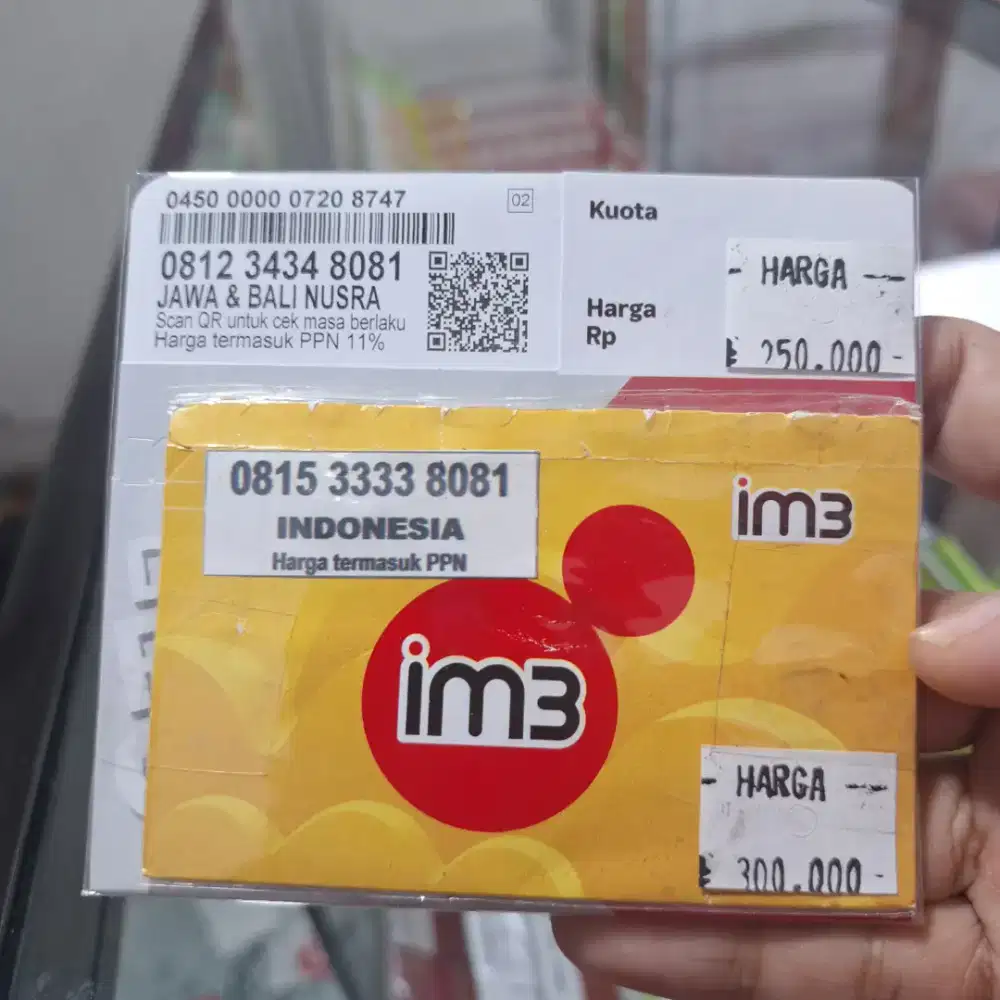 0450 0000 0720 8747
02
0812 3434 8081
JAWA & BALI NUSRA
Scan QR untuk cek masa berlaku
Harga termasuk PPN 11%
Kuota
Harga
Rp
- HARGA -
250.000-
0815 3333 8081
INDONESIA
Harga termasuk PPN
im3
im3
- HARGA -
300.000-